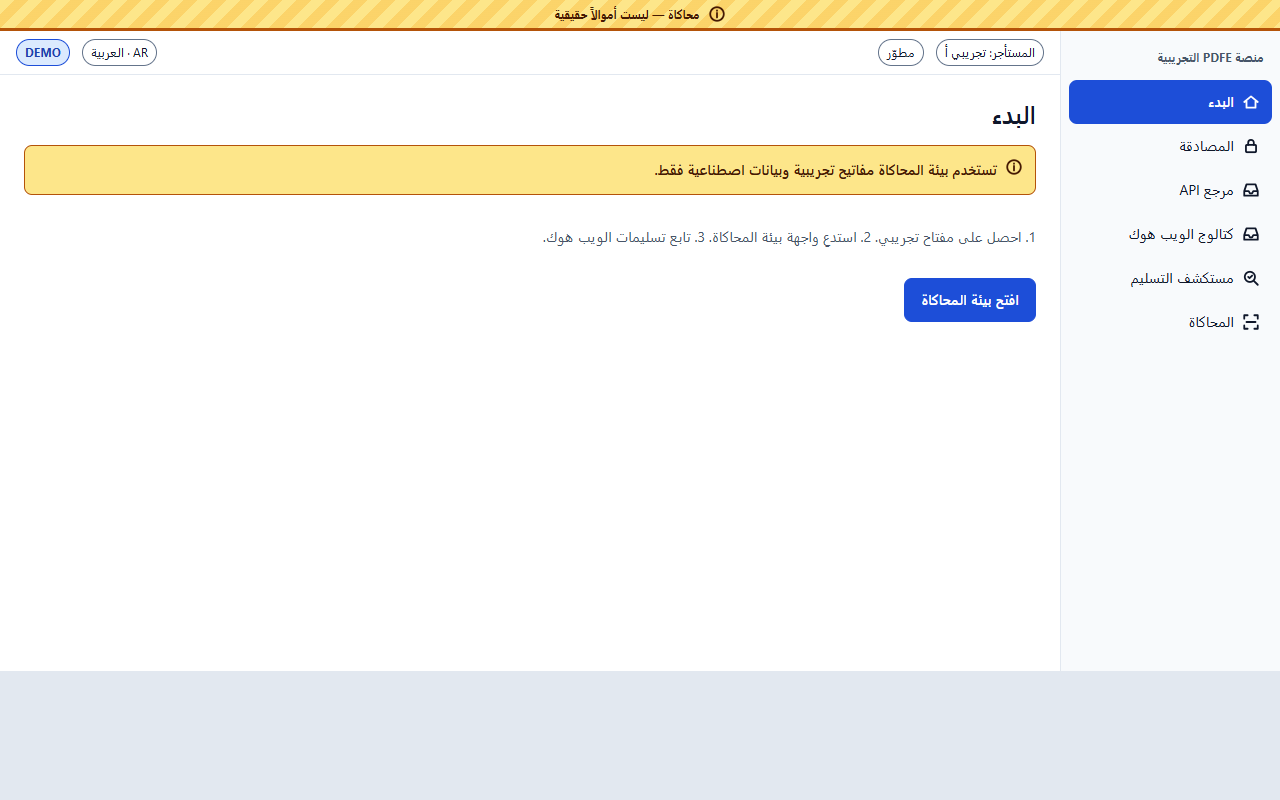 محاكاة — ليست أموالاً حقيقية
منصة PDFE التجريبية
البدء
المصادقة
مرجع API
كتالوج الويب هوك
مستكشف التسليم
المحاكاة
المستأجر: تجريبي أ
مطوّر
AR · العربية
DEMO
البدء
تستخدم بيئة المحاكاة مفاتيح تجريبية وبيانات اصطناعية فقط.
1. احصل على مفتاح تجريبي. 2. استدعِ واجهة بيئة المحاكاة. 3. تابع تسليمات الويب هوك.
افتح بيئة المحاكاة